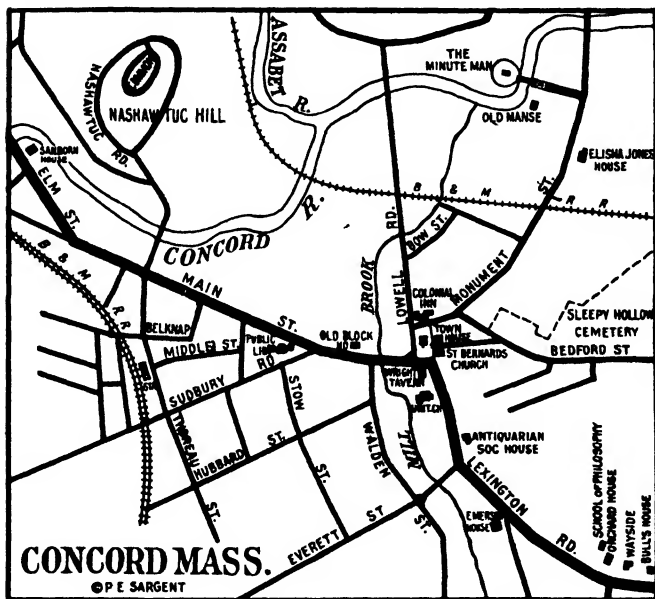 ASSABET
R.
THE
MINUTE MAN
OLD MANSE
NASHAWTUC
RD.
NASHAWTUC HILL
SANBORN
HOUSE
ELM ST.
ELISHA JONES
HOUSE
B & M R R
CONCORD R.
B & M R R
MAIN ST.
BROOK
LOWELL RD.
BOW ST.
MONUMENT ST.
COLONIAL
INN
SLEEPY HOLLOW
CEMETERY
BEDFORD ST
BELKNAP
MIDDLE ST
PUBLIC
OLD BLOCK
TOWN
HOUSE
ST BERNARDS
CHURCH
WRIGHT
TAVERN
SUDBURY RD
THOREAU ST.
STOW ST.
HUBBARD ST.
WALDEN ST.
MILL
ANTIQUARIAN
SOC HOUSE
LEXINGTON RD.
EVERETT ST
EMERSON
HOUSE
SCHOOL OF PHILOSOPHY
ORCHARD HOUSE
WAYSIDE
BULL'S HOUSE
CONCORD MASS.
© P E SARGENT